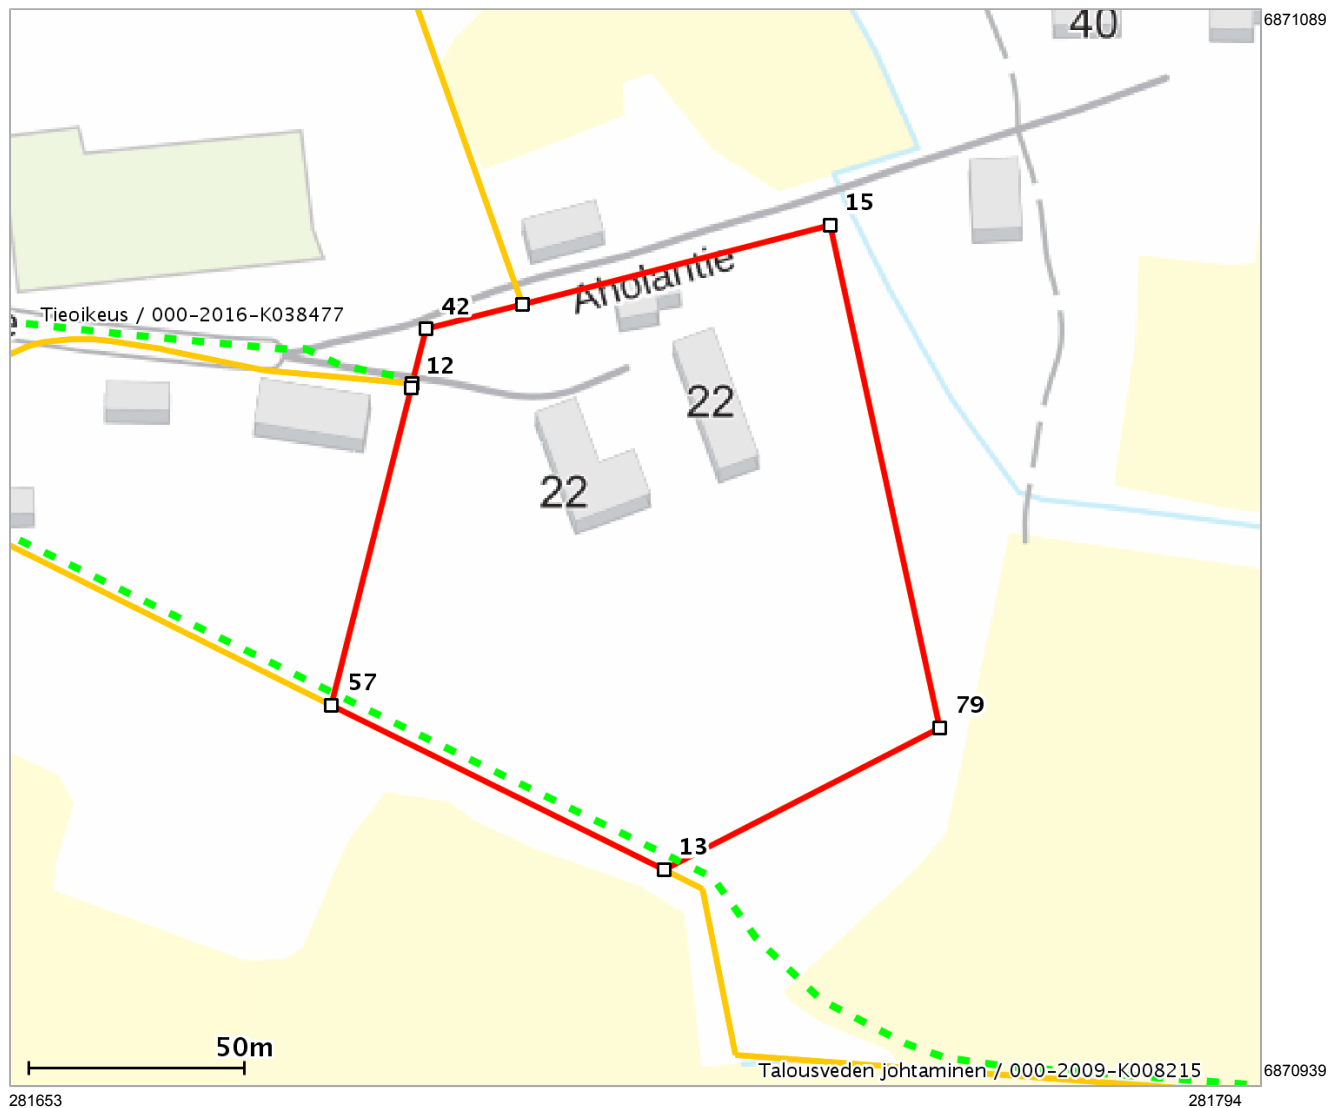 40
6871089
15
Aholantie
42
Tieoikeus / 000-2016-K038477
e
12
22
22
57
79
13
50m
Talousveden johtaminen / 000-2009-K008215
6870939
281653
281794